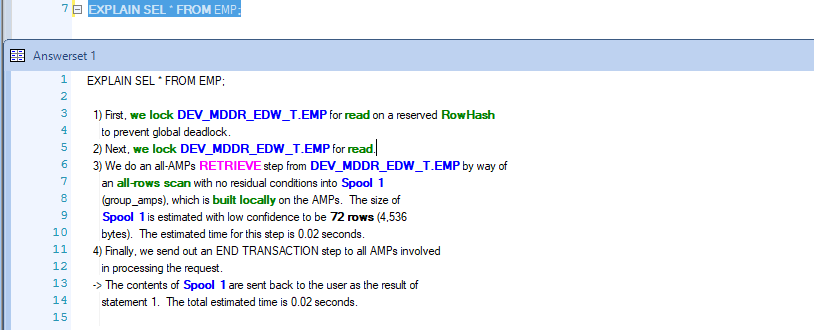 7 EXPLAIN SEL * FROM EMP;
Answerset 1
1 EXPLAIN SEL * FROM EMP;
2
3 1) First, we lock DEV_MDDR_EDW_T.EMP for read on a reserved RowHash
4 to prevent global deadlock.
5 2) Next, we lock DEV_MDDR_EDW_T.EMP for read.
6 3) We do an all-AMPs RETRIEVE step from DEV_MDDR_EDW_T.EMP by way of
7 an all-rows scan with no residual conditions into Spool 1
8 (group_amps), which is built locally on the AMPs. The size of
9 Spool 1 is estimated with low confidence to be 72 rows (4,536
10 bytes). The estimated time for this step is 0.02 seconds.
11 4) Finally, we send out an END TRANSACTION step to all AMPs involved
12 in processing the request.
13 -> The contents of Spool 1 are sent back to the user as the result of
14 statement 1. The total estimated time is 0.02 seconds.
15